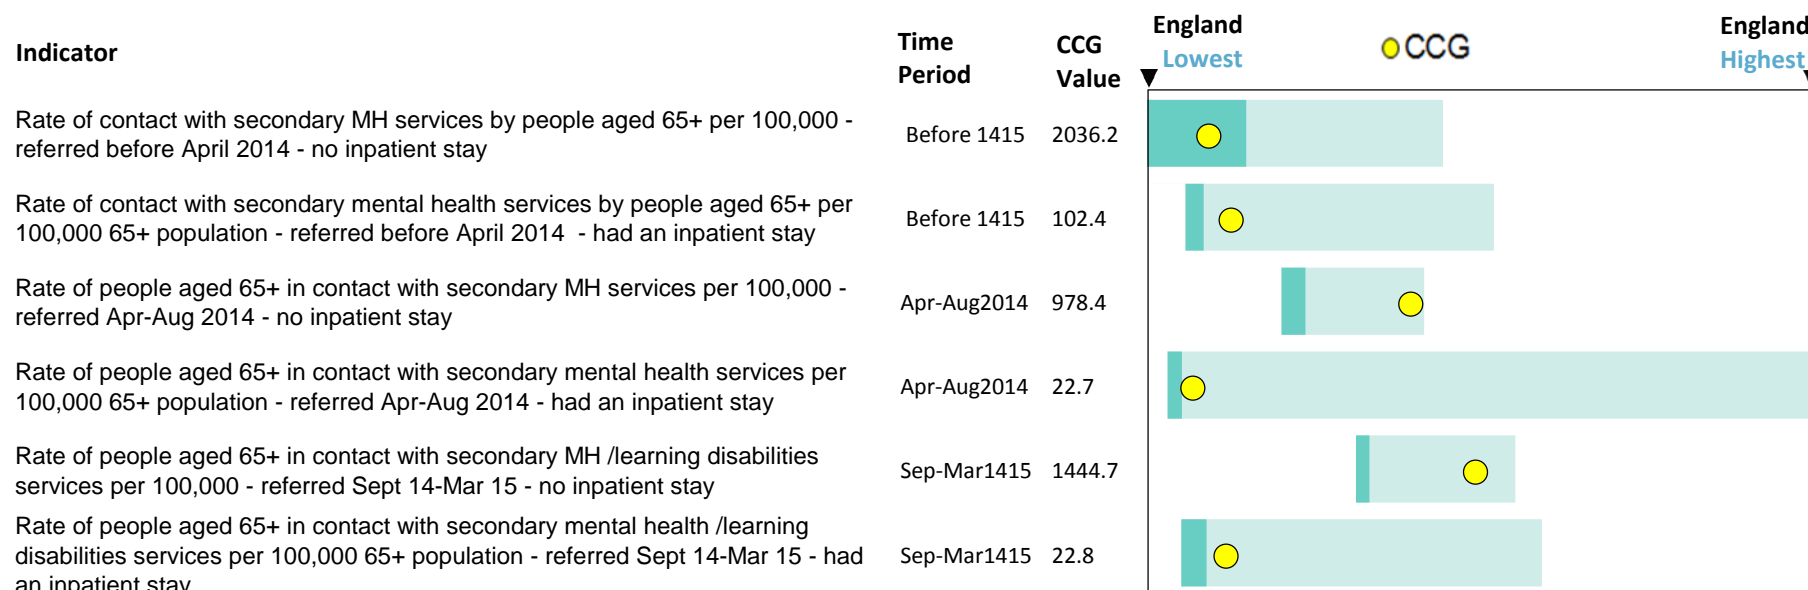 Indicator
Time Period
CCG Value
England Lowest
CCG
England Highest
Rate of contact with secondary MH services by people aged 65+ per 100,000 -
referred before April 2014 - no inpatient stay
Before 1415 2036.2
Rate of contact with secondary mental health services by people aged 65+ per
100,000 65+ population - referred before April 2014 - had an inpatient stay
Before 1415 102.4
Rate of people aged 65+ in contact with secondary MH services per 100,000 -
referred Apr-Aug 2014 - no inpatient stay
Apr-Aug2014 978.4
Rate of people aged 65+ in contact with secondary mental health services per
100,000 65+ population - referred Apr-Aug 2014 - had an inpatient stay
Apr-Aug2014 22.7
Rate of people aged 65+ in contact with secondary MH /learning disabilities
services per 100,000 - referred Sept 14-Mar 15 - no inpatient stay
Sep-Mar1415 1444.7
Rate of people aged 65+ in contact with secondary mental health /learning
disabilities services per 100,000 65+ population - referred Sept 14-Mar 15 - had
an inpatient stay
Sep-Mar1415 22.8